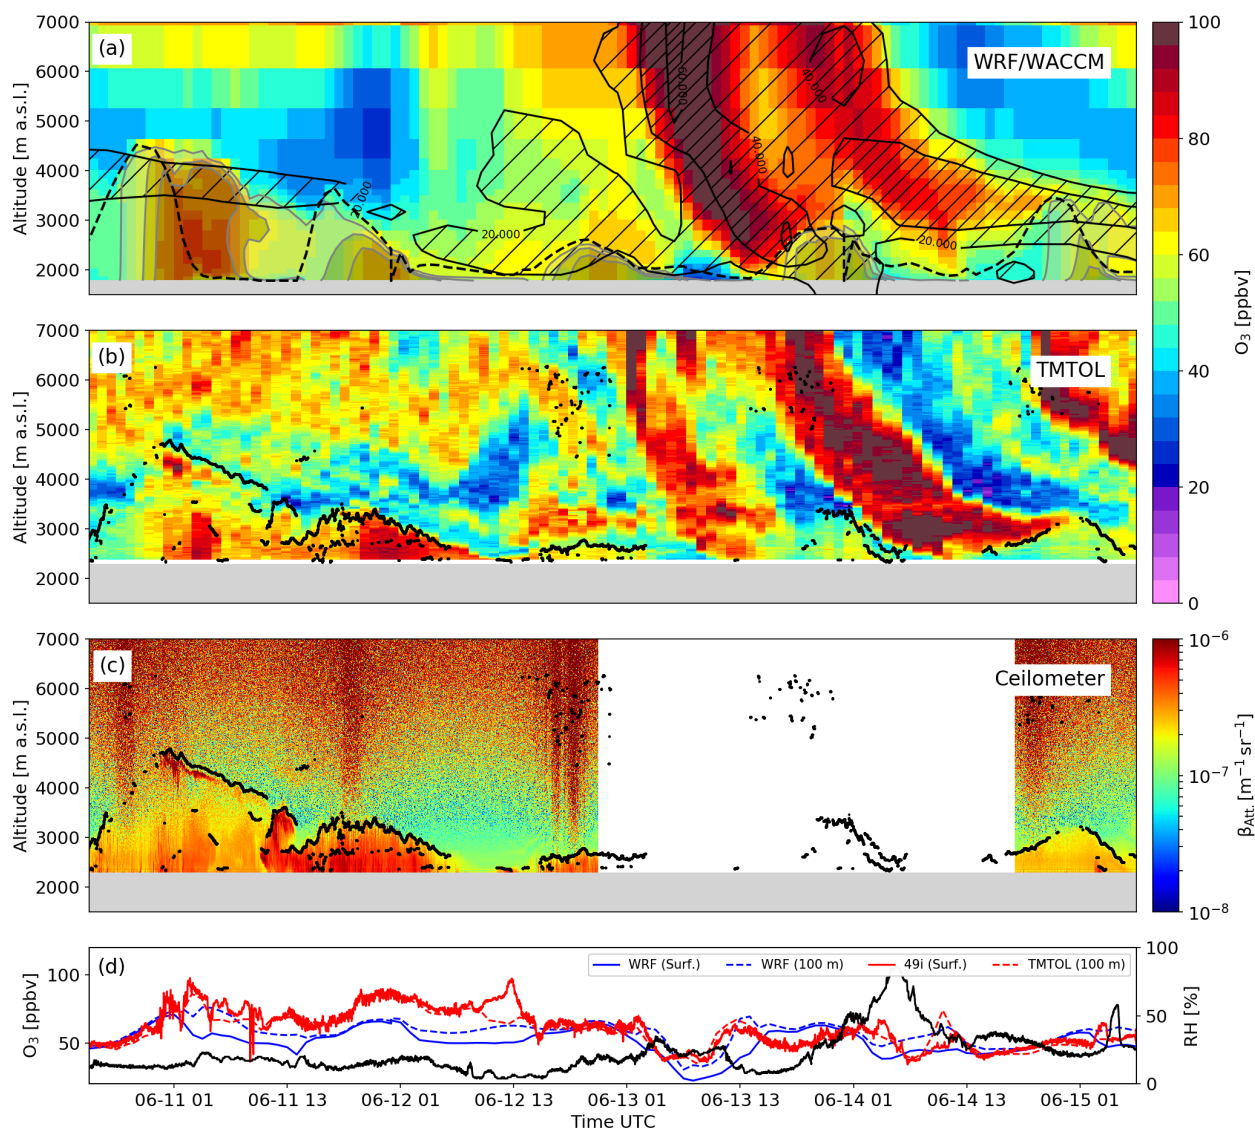 (a)
WRF/WACCM
7000
6000
5000
4000
3000
2000
Altitude [m a.s.l.]
20.000
20.000
60.000
40.000
40.000
20.000
(b)
TMTOL
7000
6000
5000
4000
3000
2000
Altitude [m a.s.l.]
100
80
60
40
20
0
O₃ [ppbv]
(c)
Ceilometer
7000
6000
5000
4000
3000
2000
Altitude [m a.s.l.]
10⁻⁶
10⁻⁷
10⁻⁸
βAtt. [m⁻¹ sr⁻¹]
(d)
WRF (Surf.) WRF (100 m) 49i (Surf.) TMTOL (100 m)
100
50
O₃ [ppbv]
100
50
0
RH [%]
06-11 01 06-11 13 06-12 01 06-12 13 06-13 01 06-13 13 06-14 01 06-14 13 06-15 01
Time UTC